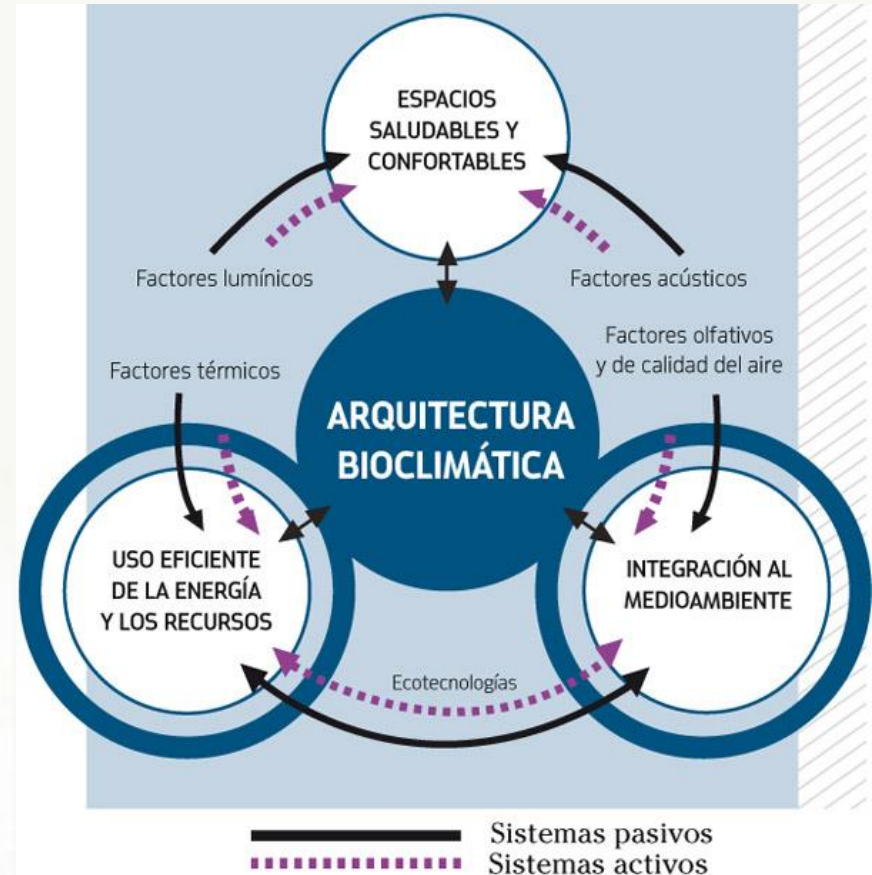 ESPACIOS
SALUDABLES Y
CONFORTABLES
Factores lumínicos
Factores acústicos
Factores térmicos
Factores olfativos
y de calidad del aire
ARQUITECTURA
BIOCLIMÁTICA
USO EFICIENTE
DE LA ENERGÍA
Y LOS RECURSOS
INTEGRACIÓN AL
MEDIOAMBIENTE
Ecotecnologías
Sistemas pasivos
Sistemas activos